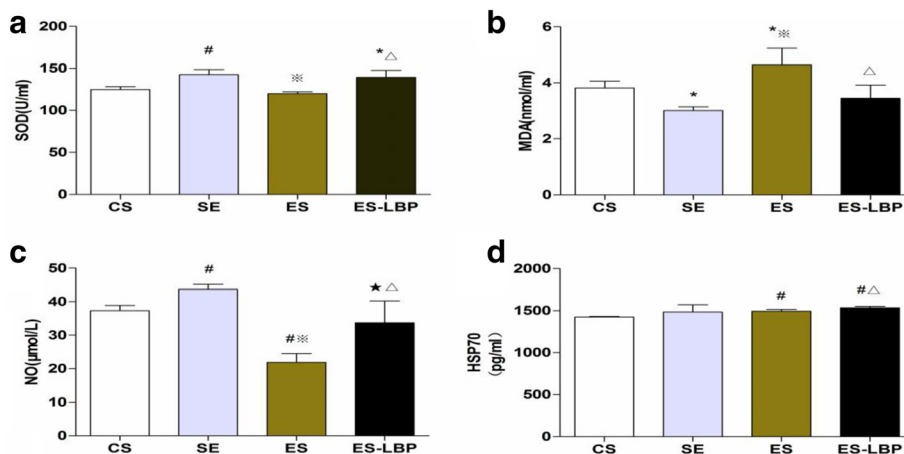 a
SOD(U/ml)
200
150
100
50
0
#
※
*△
CS SE ES ES-LBP
b
MDA(nmol/ml)
6
4
2
0
*
*※
△
CS SE ES ES-LBP
c
NO(μmol/L)
50
40
30
20
10
0
#
#※
★△
CS SE ES ES-LBP
d
HSP70
(pg/ml)
2000
1500
1000
500
0
#
#△
CS SE ES ES-LBP